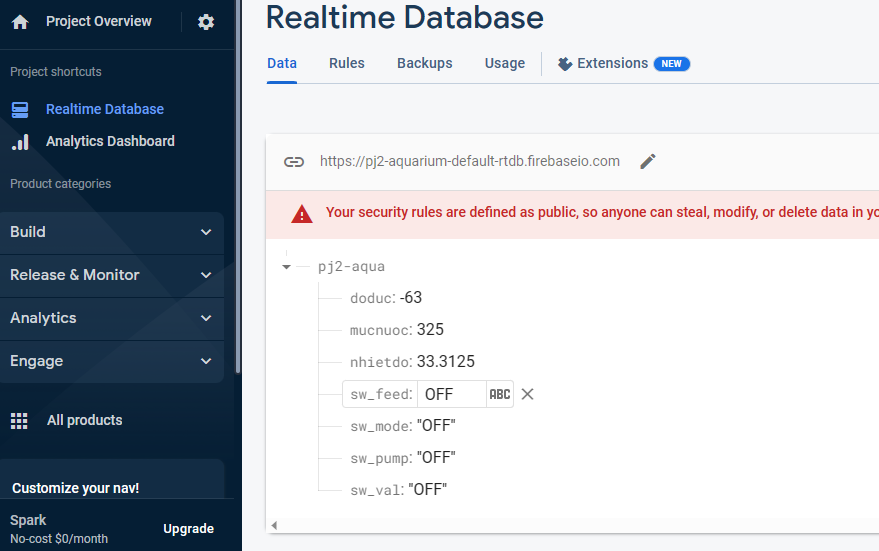 Project Overview
Project shortcuts
Realtime Database
Analytics Dashboard
Product categories
Build
Release & Monitor
Analytics
Engage
All products
Customize your nav!
Spark
No-cost $0/month
Upgrade
Realtime Database
Data Rules Backups Usage Extensions NEW
https://pj2-aquarium-default-rtdb.firebaseio.com
Your security rules are defined as public, so anyone can steal, modify, or delete data in yo
pj2-aqua
doduc: -63
mucnuoc: 325
nhietdo: 33.3125
sw_feed: OFF ABC
sw_mode: "OFF"
sw_pump: "OFF"
sw_val: "OFF"